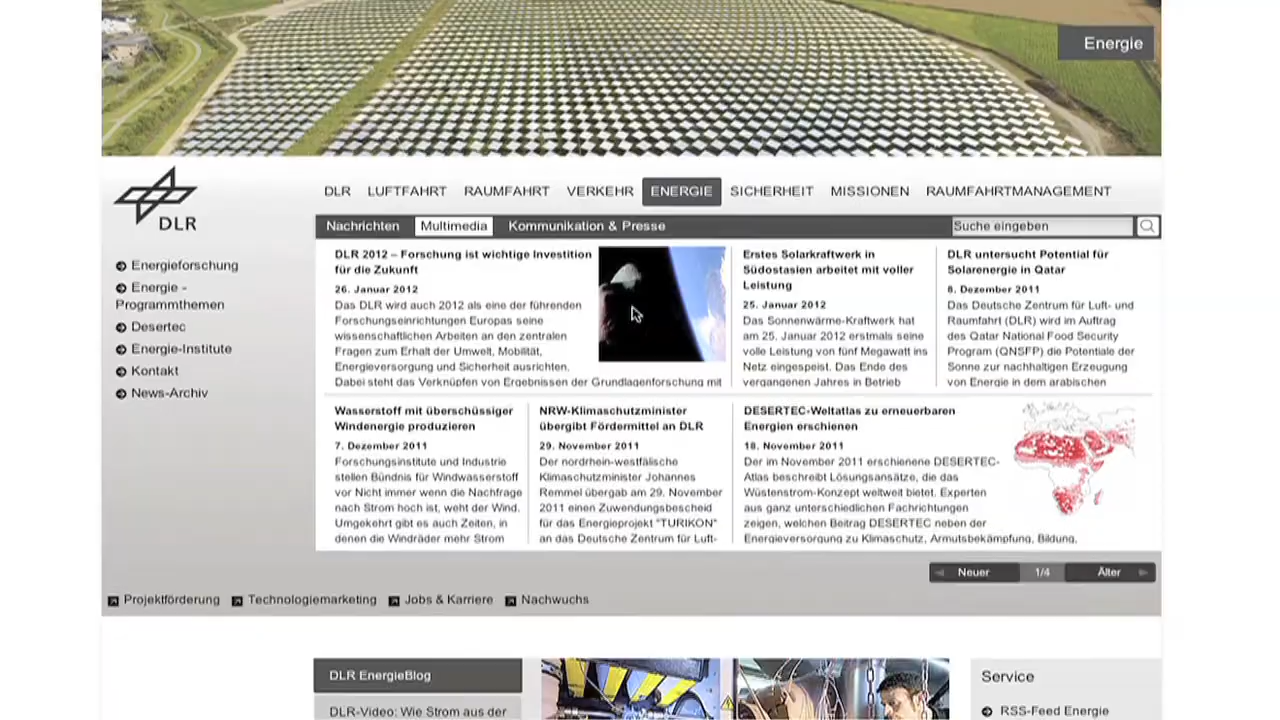 Energie
DLR LUFTFAHRT RAUMFAHRT VERKEHR ENERGIE SICHERHEIT MISSIONEN RAUMFAHRTMANAGEMENT
DLR
Nachrichten Multimedia Kommunikation & Presse Suche eingeben
Energieforschung
Energie -
Programmthemen
Desertec
Energie-Institute
Kontakt
News-Archiv
DLR 2012 – Forschung ist wichtige Investition
für die Zukunft
26. Januar 2012
Das DLR wird auch 2012 als eine der führenden
Forschungseinrichtungen Europas seine
wissenschaftlichen Arbeiten an den zentralen
Fragen zum Erhalt der Umwelt, Mobilität,
Energieversorgung und Sicherheit ausrichten.
Dabei steht das Verknüpfen von Ergebnissen der Grundlagenforschung mit
Erstes Solarkraftwerk in
Südostasien arbeitet mit voller
Leistung
25. Januar 2012
Das Sonnenwärme-Kraftwerk hat
am 25. Januar 2012 erstmals seine
volle Leistung von fünf Megawatt ins
Netz eingespeist. Das Ende des
vergangenen Jahres in Betrieb
DLR untersucht Potential für
Solarenergie in Qatar
8. Dezember 2011
Das Deutsche Zentrum für Luft- und
Raumfahrt (DLR) wird im Auftrag
des Qatar National Food Security
Program (QNSFP) die Potenziale der
Sonne zur nachhaltigen Erzeugung
von Energie in dem arabischen
Wasserstoff mit überschüssiger
Windenergie produzieren
7. Dezember 2011
Forschungsinstitute und Industrie
stellen Bündnis für Windwasserstoff
vor Nicht immer wenn die Nachfrage
nach Strom hoch ist, weht der Wind.
Umgekehrt gibt es auch Zeiten, in
denen die Windräder mehr Strom
NRW-Klimaschutzminister
übergibt Fördermittel an DLR
29. November 2011
Der nordrhein-westfälische
Klimaschutzminister Johannes
Remmel übergab am 29. November
2011 einen Zuwendungsbescheid
für das Energieprojekt "TURIKON"
an das Deutsche Zentrum für Luft-
DESERTEC-Weltatlas zu erneuerbaren
Energien erschienen
18. November 2011
Der im November 2011 erschienene DESERTEC-
Atlas beschreibt Lösungsansätze, die das
Wüstenstrom-Konzept weltweit bietet. Experten
aus ganz unterschiedlichen Fachrichtungen
zeigen, welchen Beitrag DESERTEC neben der
Energieversorgung zu Klimaschutz, Armutsbekämpfung, Bildung,
Neuer 1/4 Älter
Projektförderung Technologiemarketing Jobs & Karriere Nachwuchs
DLR EnergieBlog
DLR-Video: Wie Strom aus der
Service
RSS-Feed Energie